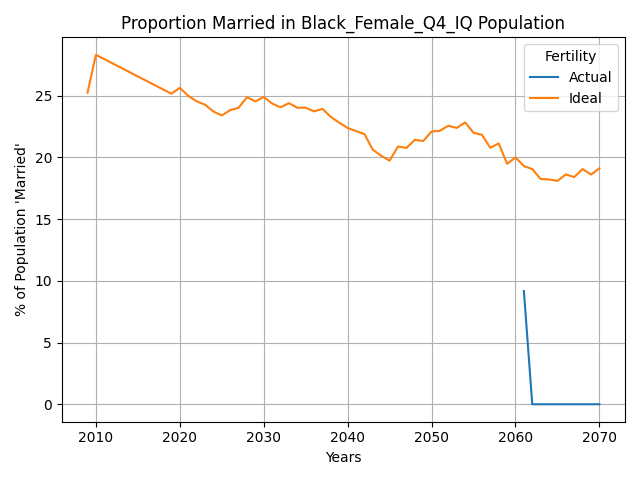 Proportion Married in Black_Female_Q4_IQ Population
Fertility
Actual
Ideal
% of Population 'Married'
25
20
15
10
5
0
2010 2020 2030 2040 2050 2060 2070
Years